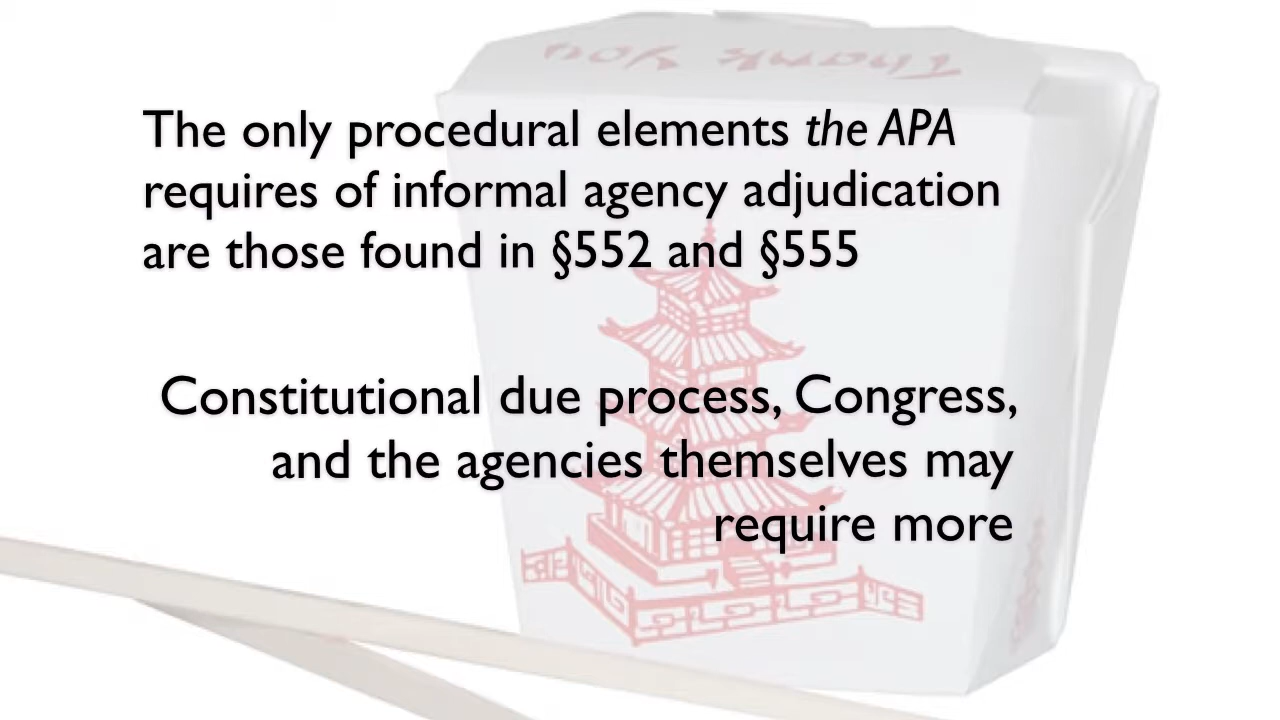 Thank You
The only procedural elements the APA
requires of informal agency adjudication
are those found in §552 and §555
Constitutional due process, Congress,
and the agencies themselves may
require more